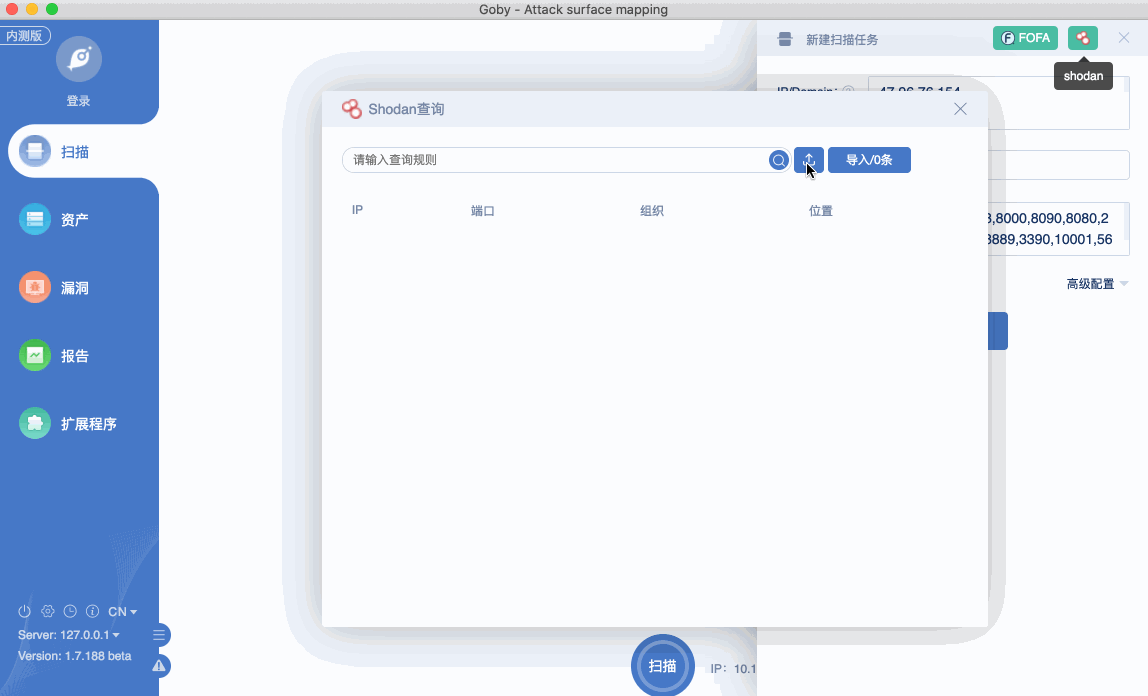 Goby - Attack surface mapping
内测版
登录
扫描
资产
漏洞
报告
扩展程序
CN
Server: 127.0.0.1
Version: 1.7.188 beta
新建扫描任务
FOFA
shodan
IP/Domain:
47.96.76.154
Shodan查询
请输入查询规则
导入/0条
IP
端口
组织
位置
,8000,8090,8080,2
3889,3390,10001,56
高级配置
扫描
IP: 10.1